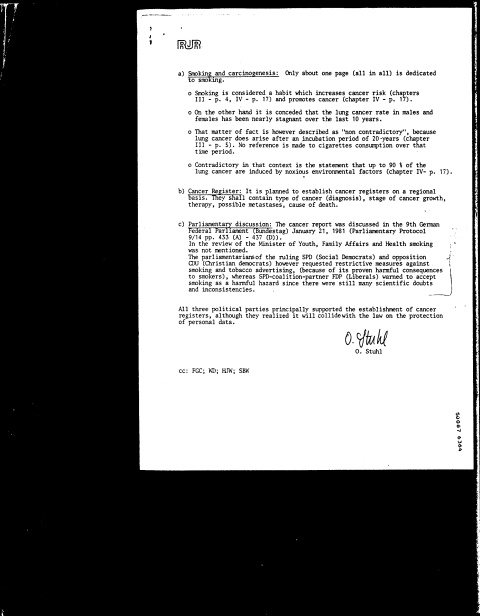 RJR
a) Smoking and carcinogenesis: Only about one page (all in all) is dedicated
to smoking.
o Smoking is considered a habit which increases cancer risk (chapters
III - p. 4, IV - p. 17) and promotes cancer (chapter IV - p. 17).
o On the other hand it is conceded that the lung cancer rate in males and
females has been nearly stagnant over the last 10 years.
o That matter of fact is however described as "non contradictory", because
lung cancer does arise after an incubation period of 20-years (chapter
III - p. 5). No reference is made to cigarettes consumption over that
time period.
o Contradictory in that context is the statement that up to 90 % of the
lung cancer are induced by noxious environmental factors (chapter IV- p. 17).
b) Cancer Register: It is planned to establish cancer registers on a regional
basis. They shall contain type of cancer (diagnosis), stage of cancer growth,
therapy, possible metastases, cause of death.
c) Parliamentary discussion: The cancer report was discussed in the 9th German
Federal Parliament (Bundestag) January 21, 1981 (Parliamentary Protocol
9/14 pp. 433 (A) - 437 (D)).
In the review of the Minister of Youth, Family Affairs and Health smoking
was not mentioned.
The parliamentarians of the ruling SPD (Social Democrats) and opposition
CDU (Christian democrats) however requested restrictive measures against
smoking and tobacco advertising, (because of its proven harmful consequences
to smokers), whereas SPD-coalition-partner FDP (Liberals) warned to accept
smoking as a harmful hazard since there were still many scientific doubts
and inconsistencies.
All three political parties principally supported the establishment of cancer
registers, although they realized it will collide with the law on the protection
of personal data.
O. Stuhl
O. Stuhl
cc: FGC; KD; HJW; SBW
50087 6304